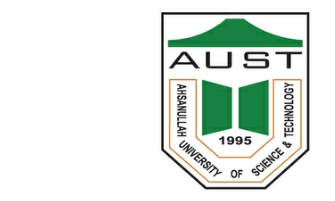 AUST
1995
AHSANULLAH UNIVERSITY OF SCIENCE & TECHNOLOGY